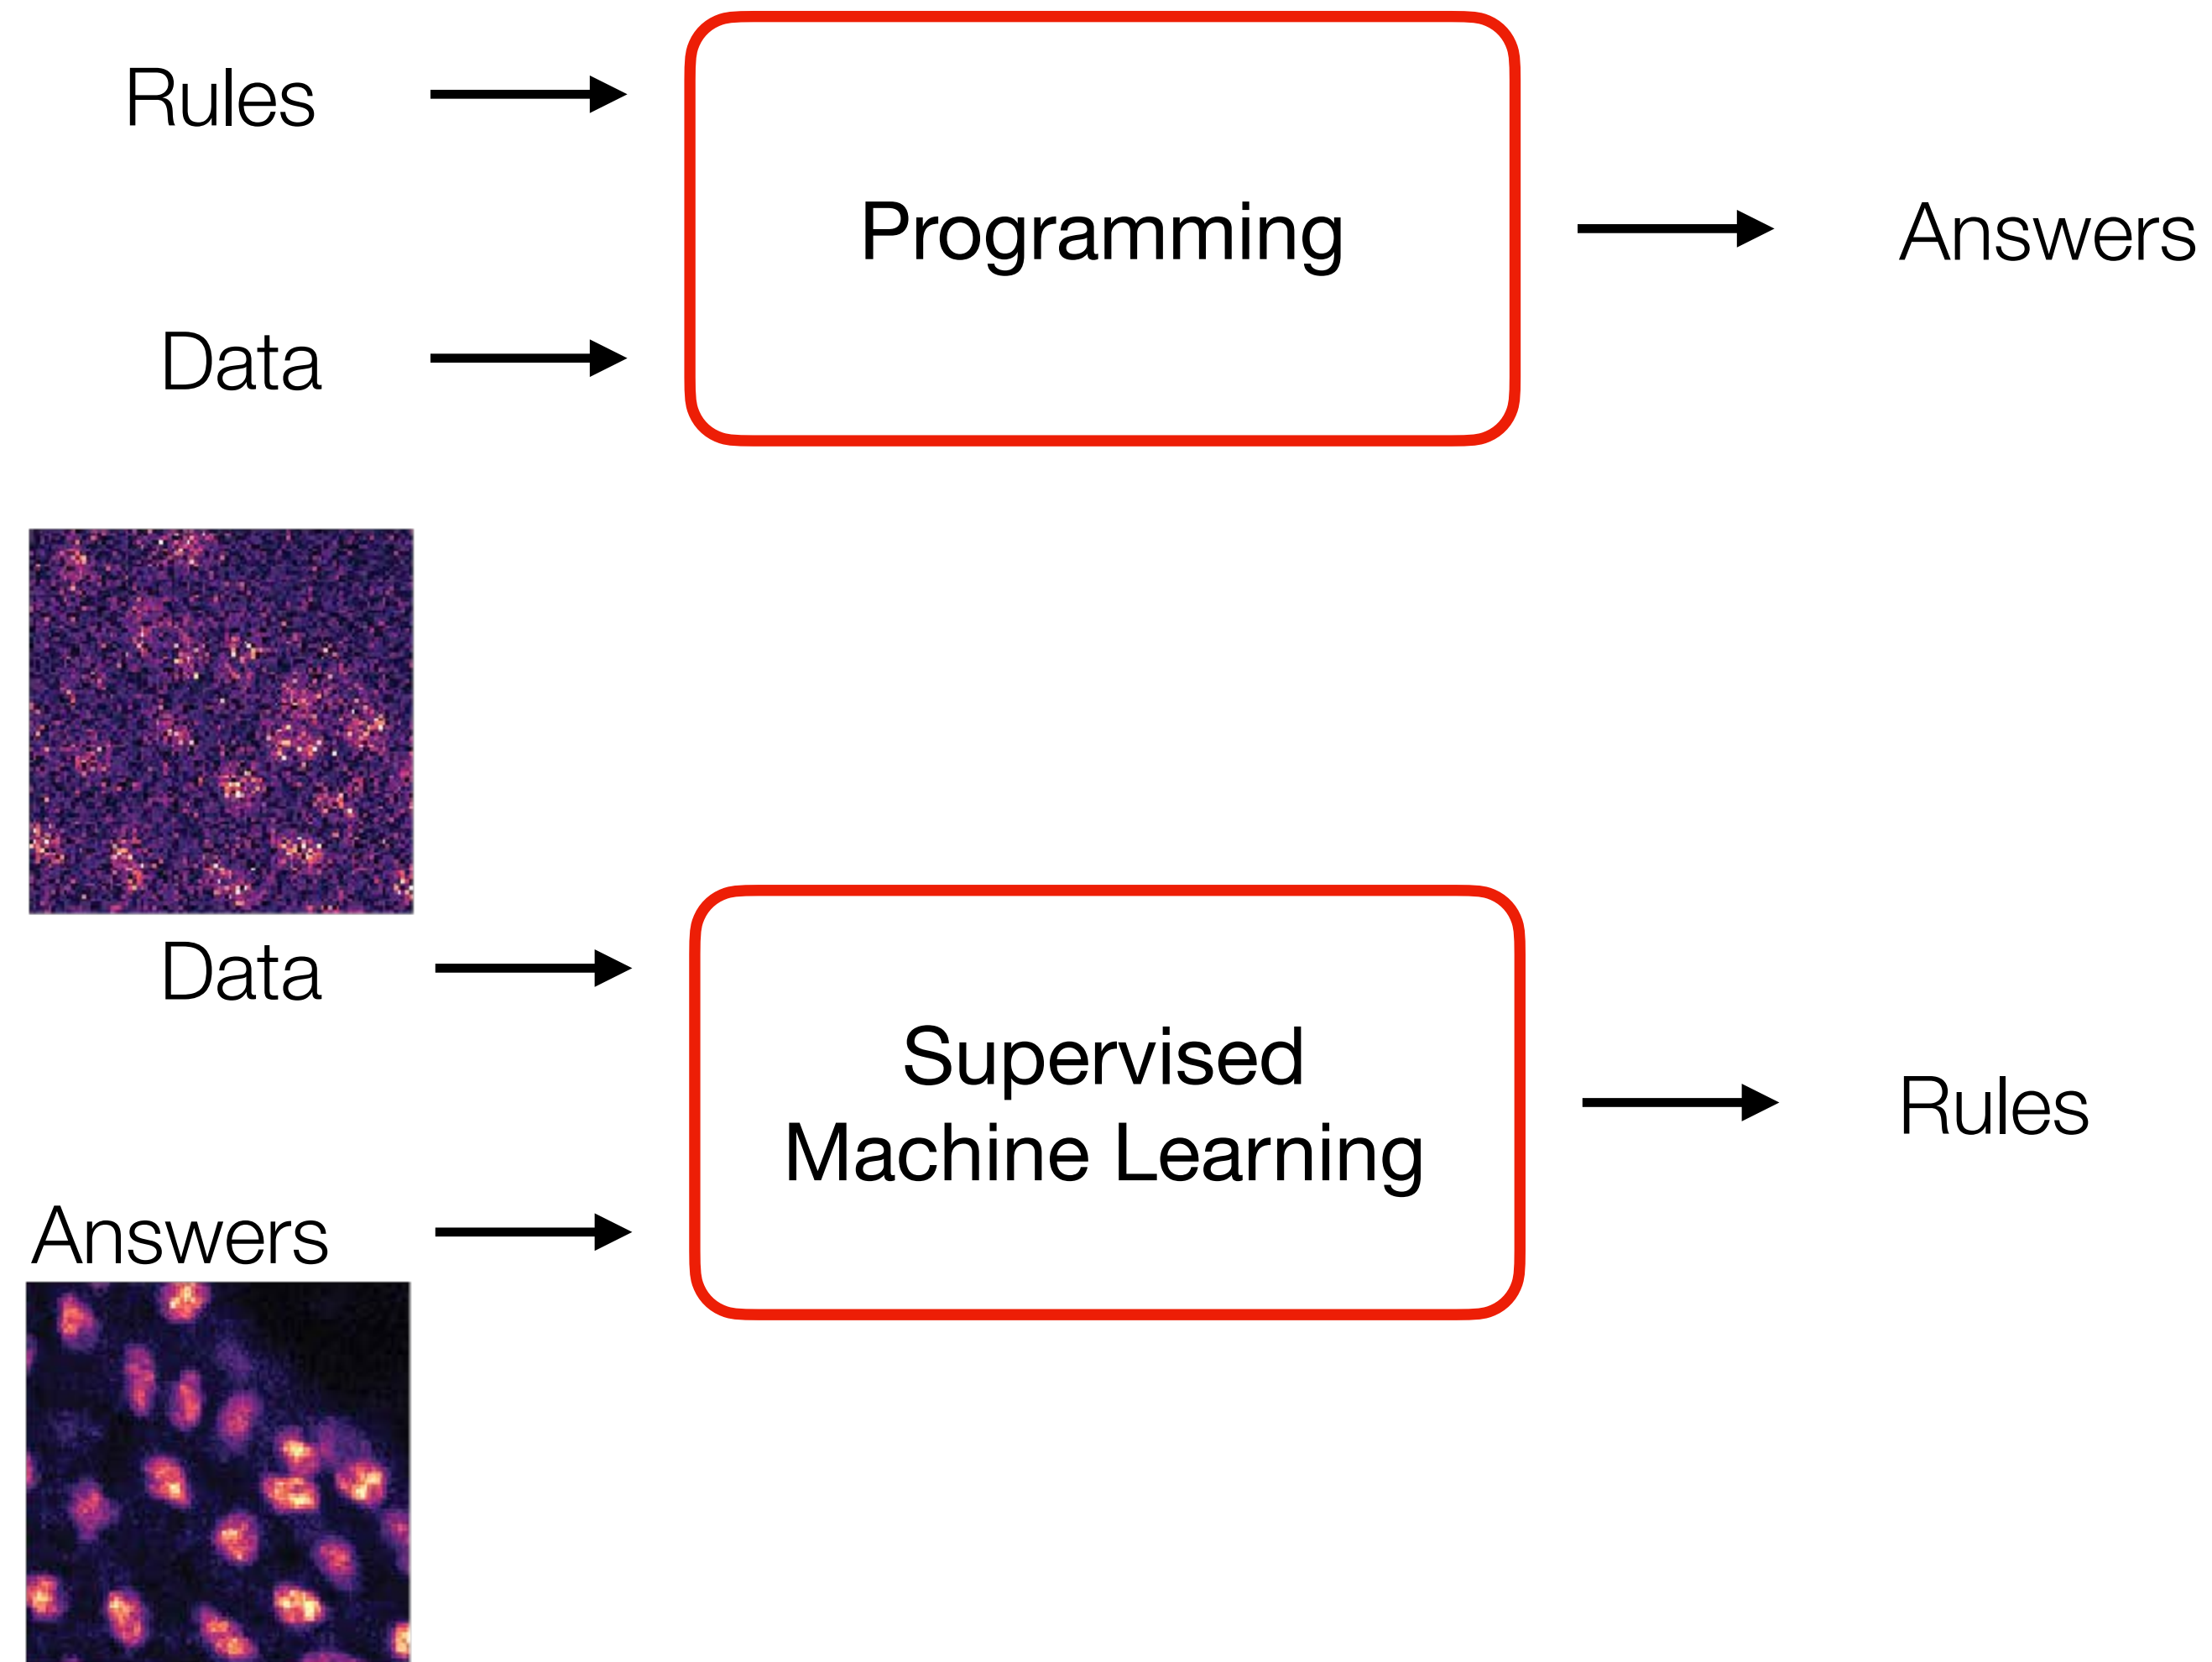 Rules
Programming
Answers
Data
Data
Supervised
Machine Learning
Rules
Answers